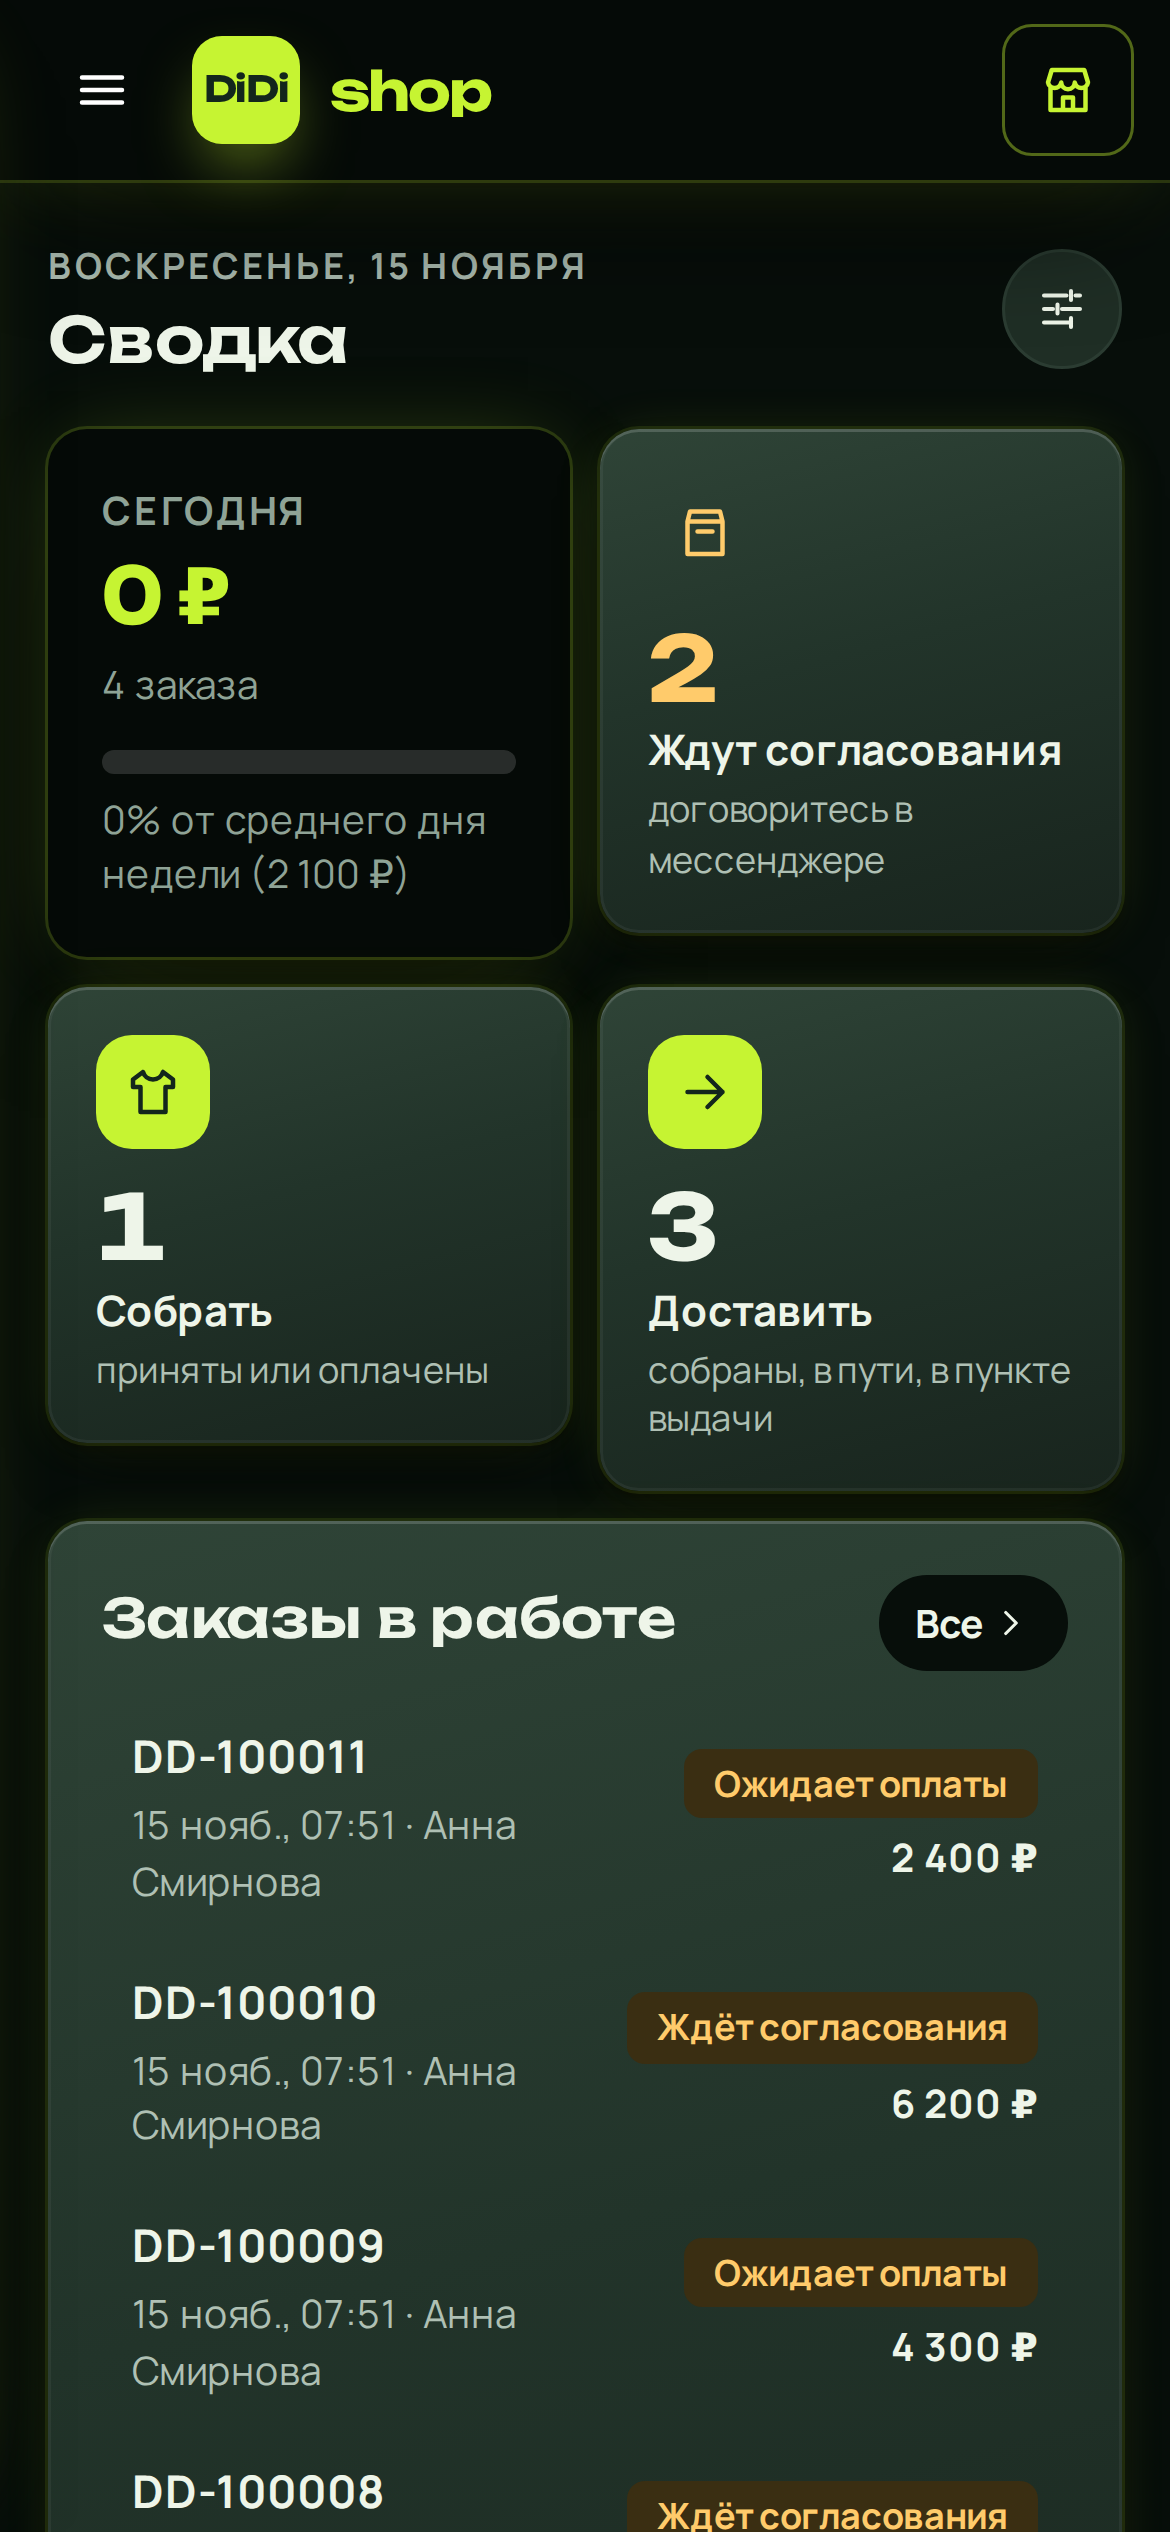 DiDi shop
ВОСКРЕСЕНЬЕ, 15 НОЯБРЯ
Сводка
СЕГОДНЯ
0 ₽
4 заказа
0% от среднего дня
недели (2 100 ₽)
2
Ждут согласования
договоритесь в
мессенджере
1
Собрать
приняты или оплачены
3
Доставить
собраны, в пути, в пункте
выдачи
Заказы в работе
Все
DD-100011
Ожидает оплаты
15 нояб., 07:51 · Анна
Смирнова
2 400 ₽
DD-100010
Ждёт согласования
15 нояб., 07:51 · Анна
Смирнова
6 200 ₽
DD-100009
Ожидает оплаты
15 нояб., 07:51 · Анна
Смирнова
4 300 ₽
DD-100008
Ждёт согласования